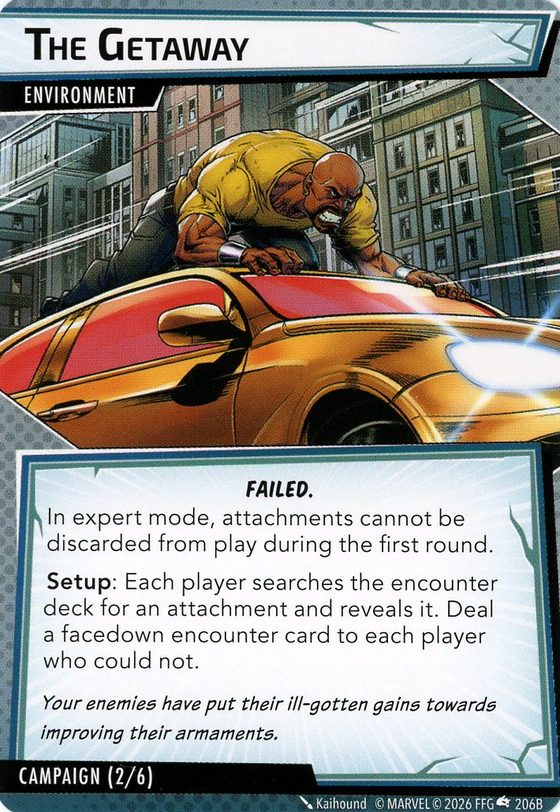 THE GETAWAY
ENVIRONMENT
FAILED.
In expert mode, attachments cannot be
discarded from play during the first round.
Setup: Each player searches the encounter
deck for an attachment and reveals it. Deal
a facedown encounter card to each player
who could not.
Your enemies have put their ill-gotten gains towards
improving their armaments.
CAMPAIGN (2/6)
Kaihound © MARVEL © 2026 FFG 206B